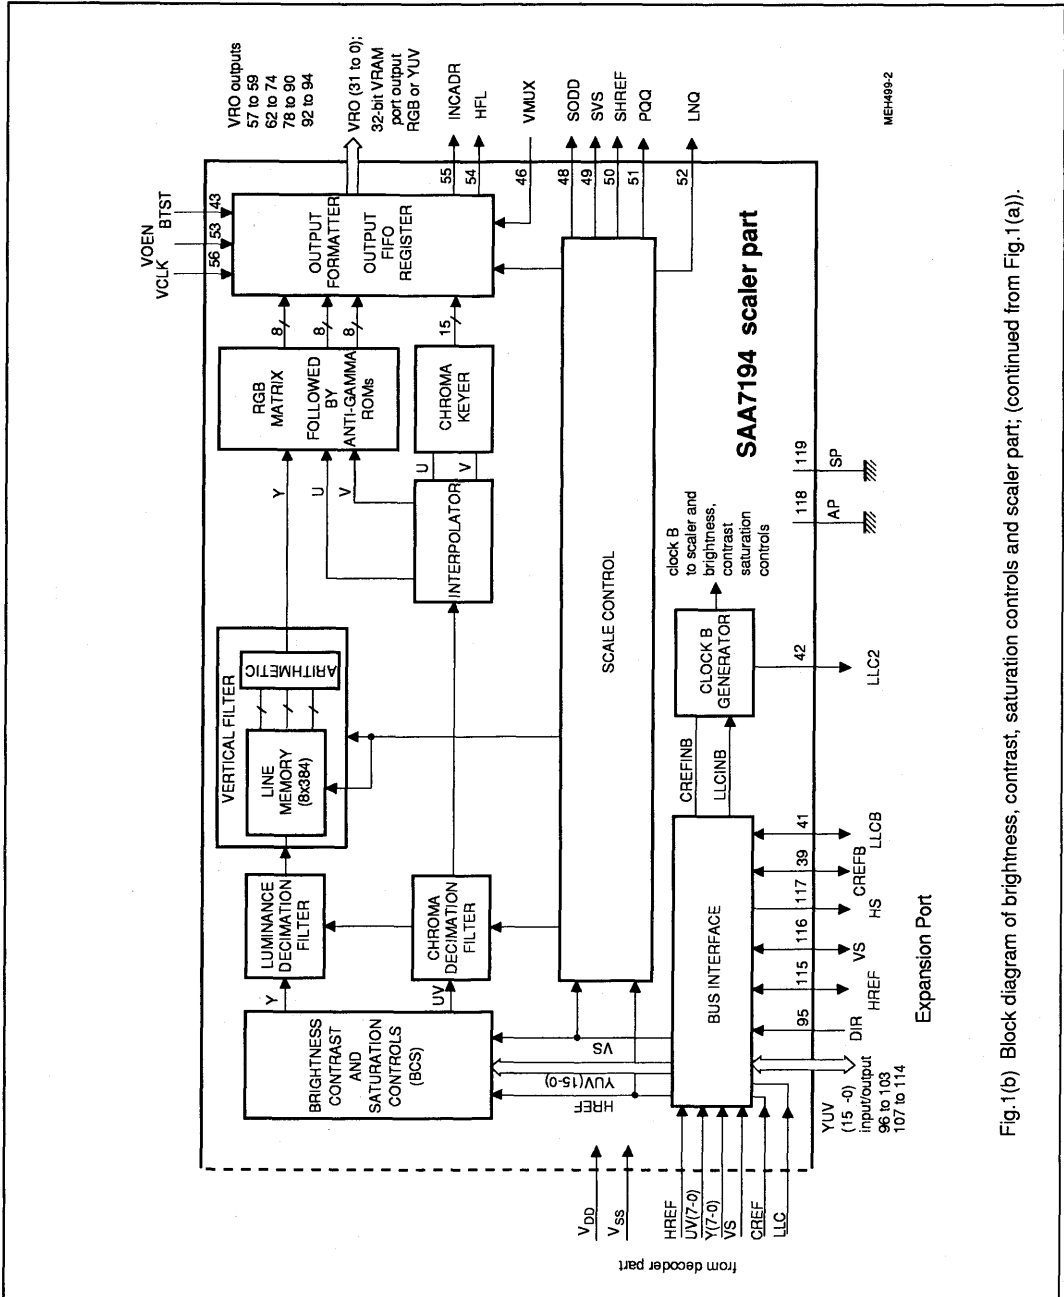 VRO outputs
57 to 59
62 to 74
78 to 90
92 to 94
VRO (31 to 0);
32-bit VRAM
port output
RGB or YUV
INCADR
HFL
VMUX
SODD
SVS
SHREF
PQQ
LNQ
MEH499-2
55
54
46
48
49
50
51
52
BTST
VOEN
VCLK
43
53
56
OUTPUT
FORMATTER
OUTPUT
FIFO
REGISTER
8
8
8
15
RGB
MATRIX
FOLLOWED
BY
ANTI-GAMMA
ROMs
CHROMA
KEYER
U
V
Y
U
V
INTERPOLATOR
VERTICAL FILTER
ARITHMETIC
LINE
MEMORY
(8x384)
LUMINANCE
DECIMATION
FILTER
CHROMA
DECIMATION
FILTER
Y
UV
BRIGHTNESS
CONTRAST
AND
SATURATION
CONTROLS
(BCS)
SCALE CONTROL
SAA7194 scaler part
VS
YUV(15-0)
HREF
BUS INTERFACE
CREFINB
LLCINB
CLOCK B
GENERATOR
clock B
to scaler and
brightness,
contrast
saturation
controls
119
SP
118
AP
42
LLC2
41
LLCB
39
CREFB
117
HS
116
VS
115
HREF
95
DIR
YUV
(15 -0)
input/output
96 to 103
107 to 114
Expansion Port
VDD
VSS
HREF
UV(7-0)
Y(7-0)
VS
CREF
LLC
from decoder part
Fig.1(b) Block diagram of brightness, contrast, saturation controls and scaler part; (continued from Fig.1(a)).